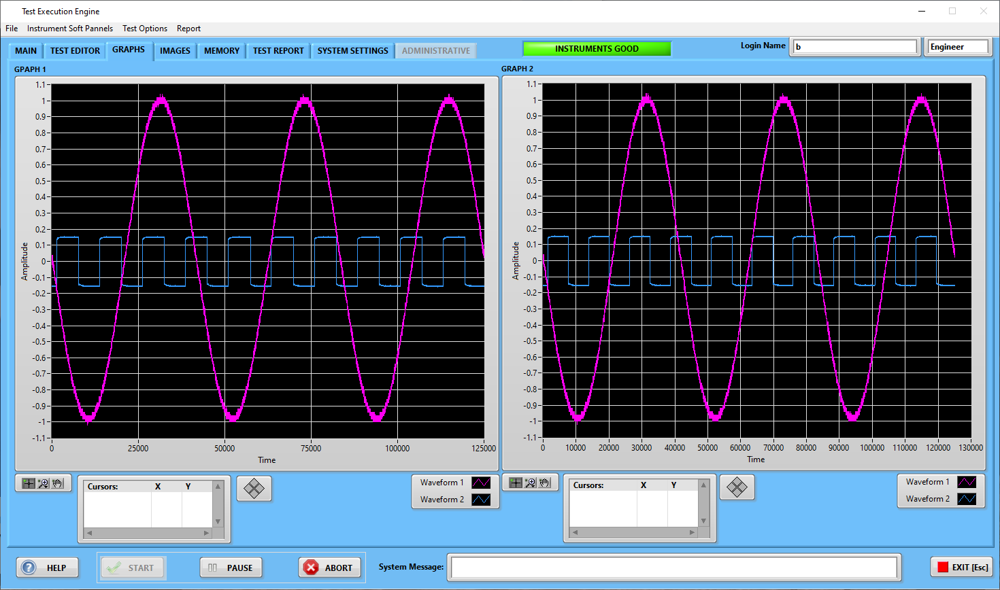 Test Execution Engine
File Instrument Soft Pannels Test Options Report
MAIN TEST EDITOR GRAPHS IMAGES MEMORY TEST REPORT SYSTEM SETTINGS ADMINISTRATIVE
INSTRUMENTS GOOD
Login Name b Engineer
GPAPH 1
1.1
1
0.9
0.8
0.7
0.6
0.5
0.4
0.3
0.2
0.1
0
-0.1
-0.2
-0.3
-0.4
-0.5
-0.6
-0.7
-0.8
-0.9
-1
-1.1
Amplitude
0 25000 50000 75000 100000 125000
Time
Cursors: X Y
Waveform 1
Waveform 2
GRAPH 2
1.1
1
0.9
0.8
0.7
0.6
0.5
0.4
0.3
0.2
0.1
0
-0.1
-0.2
-0.3
-0.4
-0.5
-0.6
-0.7
-0.8
-0.9
-1
-1.1
Amplitude
0 10000 20000 30000 40000 50000 60000 70000 80000 90000 100000 110000 120000 130000
Time
Cursors: X Y
Waveform 1
Waveform 2
HELP START PAUSE ABORT System Message: EXIT [Esc]